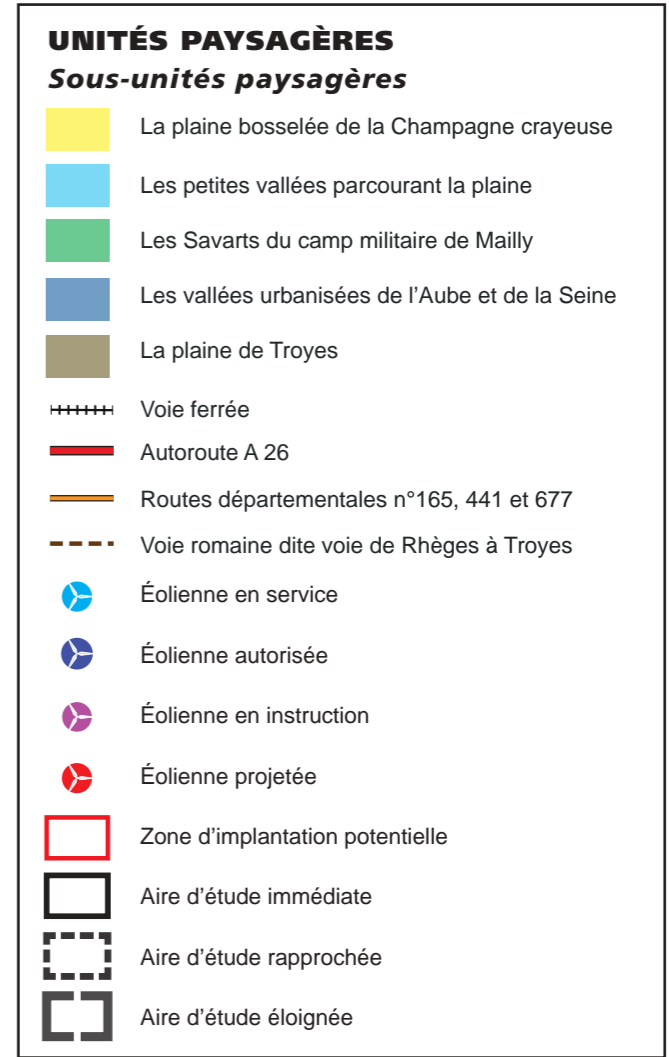 UNITÉS PAYSAGÈRES
Sous-unités paysagères
La plaine bosselée de la Champagne crayeuse
Les petites vallées parcourant la plaine
Les Savarts du camp militaire de Mailly
Les vallées urbanisées de l'Aube et de la Seine
La plaine de Troyes
Voie ferrée
Autoroute A 26
Routes départementales n°165, 441 et 677
Voie romaine dite voie de Rhèges à Troyes
Éolienne en service
Éolienne autorisée
Éolienne en instruction
Éolienne projetée
Zone d'implantation potentielle
Aire d'étude immédiate
Aire d'étude rapprochée
Aire d'étude éloignée